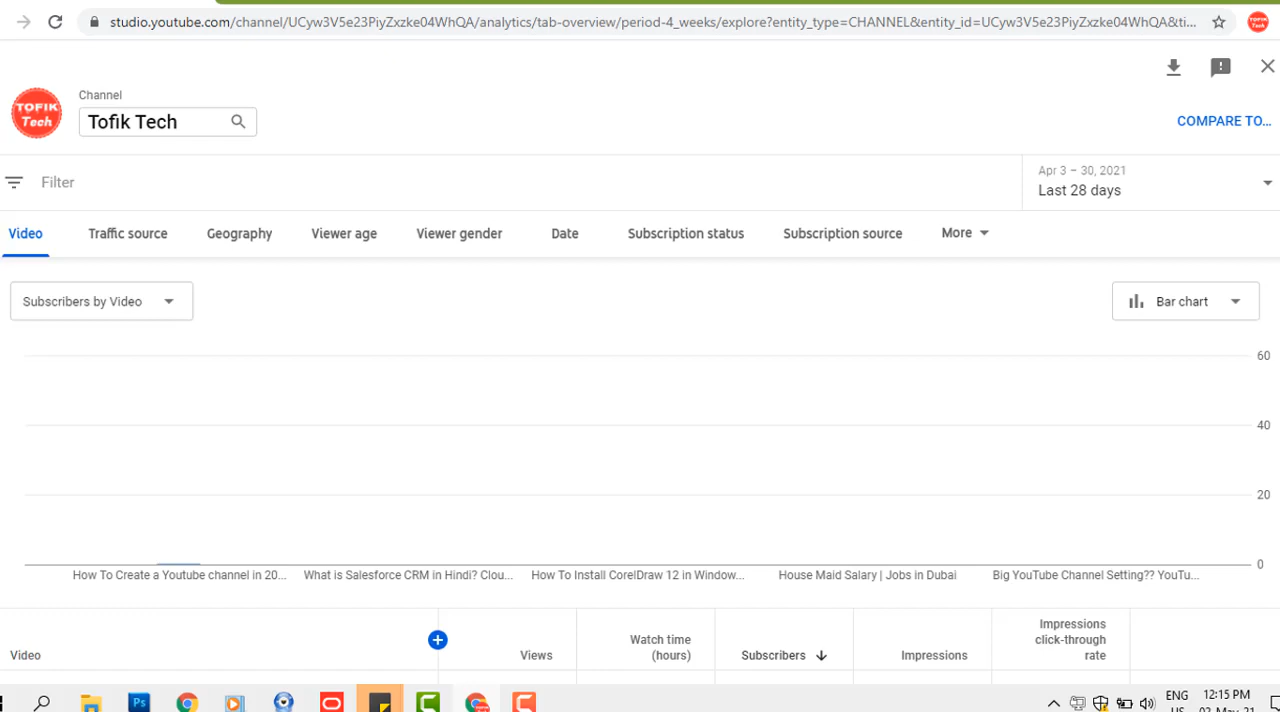 studio.youtube.com/channel/UCyw3V5e23PiyZxzke04WhQA/analytics/tab-overview/period-4_weeks/explore?entity_type=CHANNEL&entity_id=UCyw3V5e23PiyZxzke04WhQA&ti...
TOFIK
Tech
Channel
Tofik Tech
COMPARE TO...
Filter
Apr 3 – 30, 2021
Last 28 days
Video Traffic source Geography Viewer age Viewer gender Date Subscription status Subscription source More
Subscribers by Video
Bar chart
60
40
20
0
How To Create a Youtube channel in 20... What is Salesforce CRM in Hindi? Clou... How To Install CorelDraw 12 in Window... House Maid Salary | Jobs in Dubai Big YouTube Channel Setting?? YouTu...
Video
Views
Watch time
(hours)
Subscribers
Impressions
Impressions
click-through
rate
Ps
ENG
12:15 PM